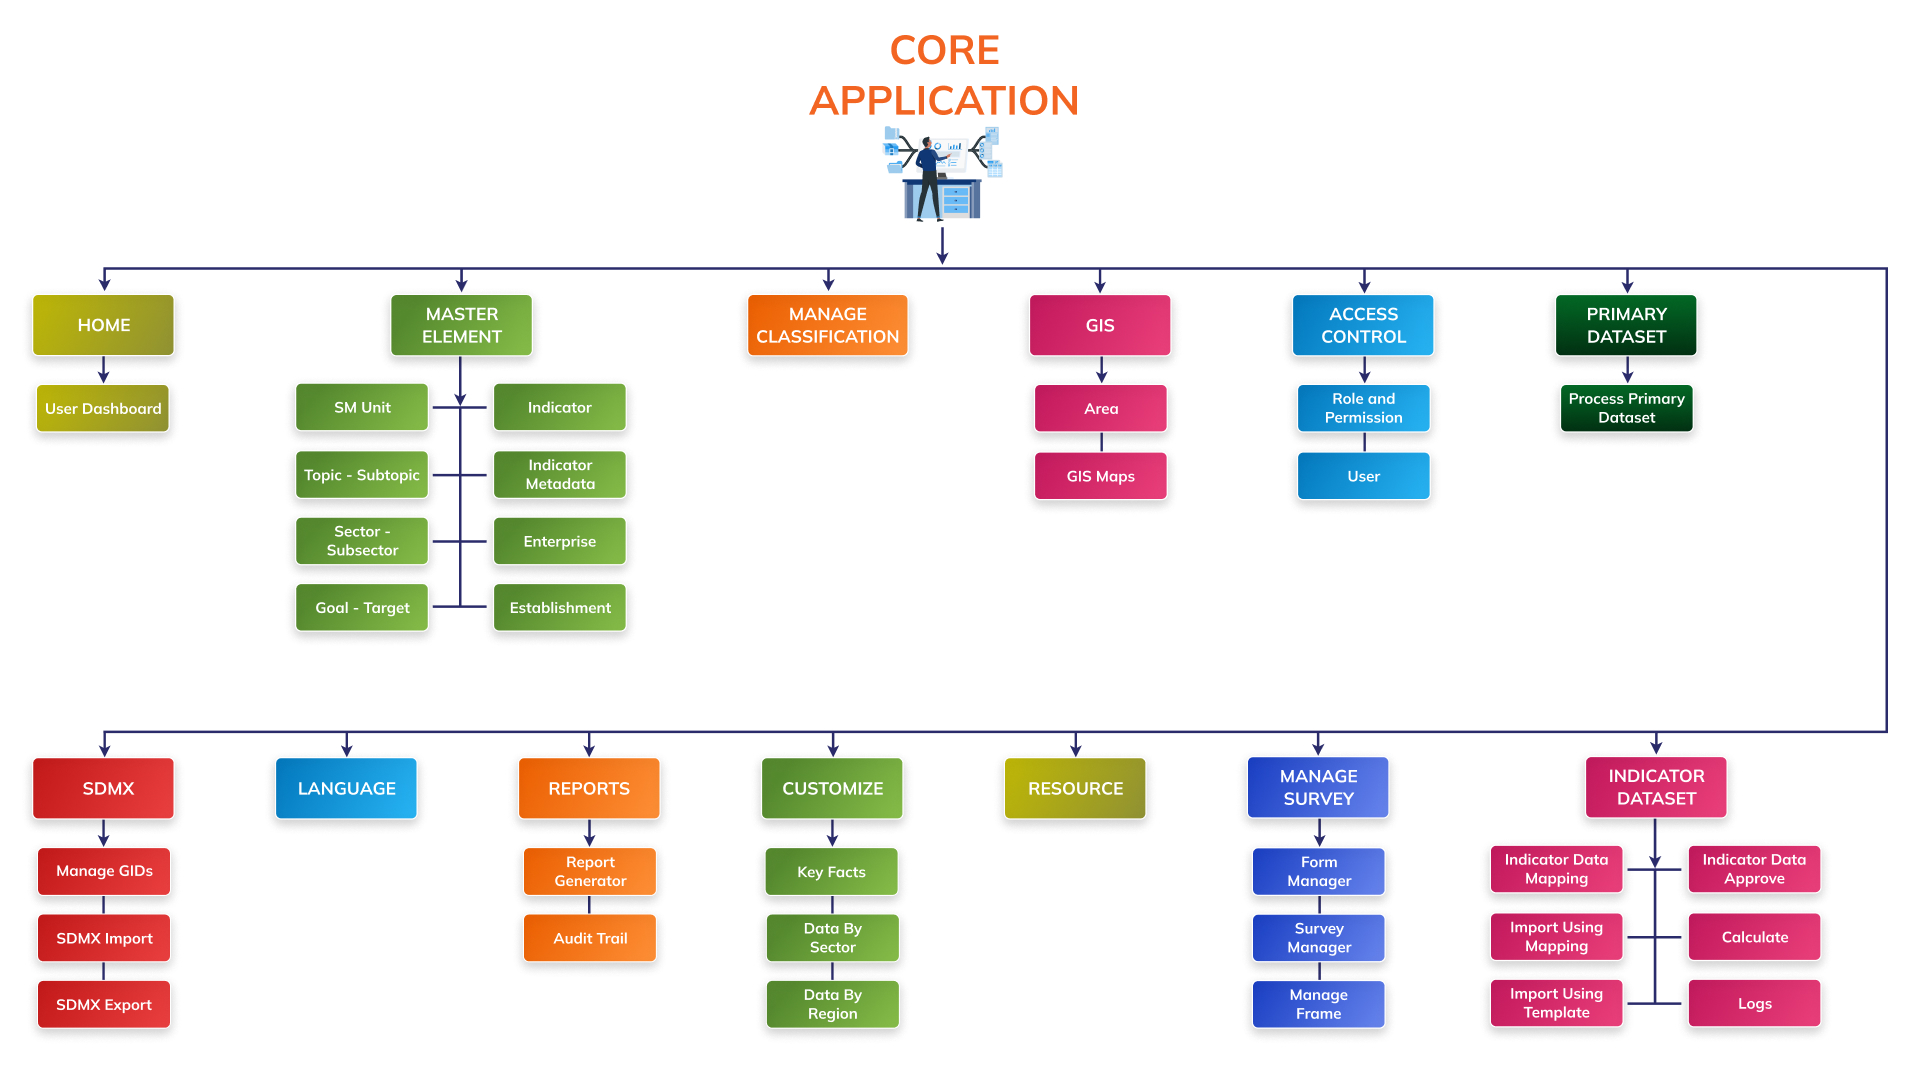 CORE
APPLICATION
HOME
User Dashboard
MASTER
ELEMENT
SM Unit
Indicator
Topic - Subtopic
Indicator
Metadata
Sector -
Subsector
Enterprise
Goal - Target
Establishment
MANAGE
CLASSIFICATION
GIS
Area
GIS Maps
ACCESS
CONTROL
Role and
Permission
User
PRIMARY
DATASET
Process Primary
Dataset
SDMX
Manage GIDs
SDMX Import
SDMX Export
LANGUAGE
REPORTS
Report
Generator
Audit Trail
CUSTOMIZE
Key Facts
Data By
Sector
Data By
Region
RESOURCE
MANAGE
SURVEY
Form
Manager
Survey
Manager
Manage
Frame
INDICATOR
DATASET
Indicator Data
Mapping
Indicator Data
Approve
Import Using
Mapping
Calculate
Import Using
Template
Logs